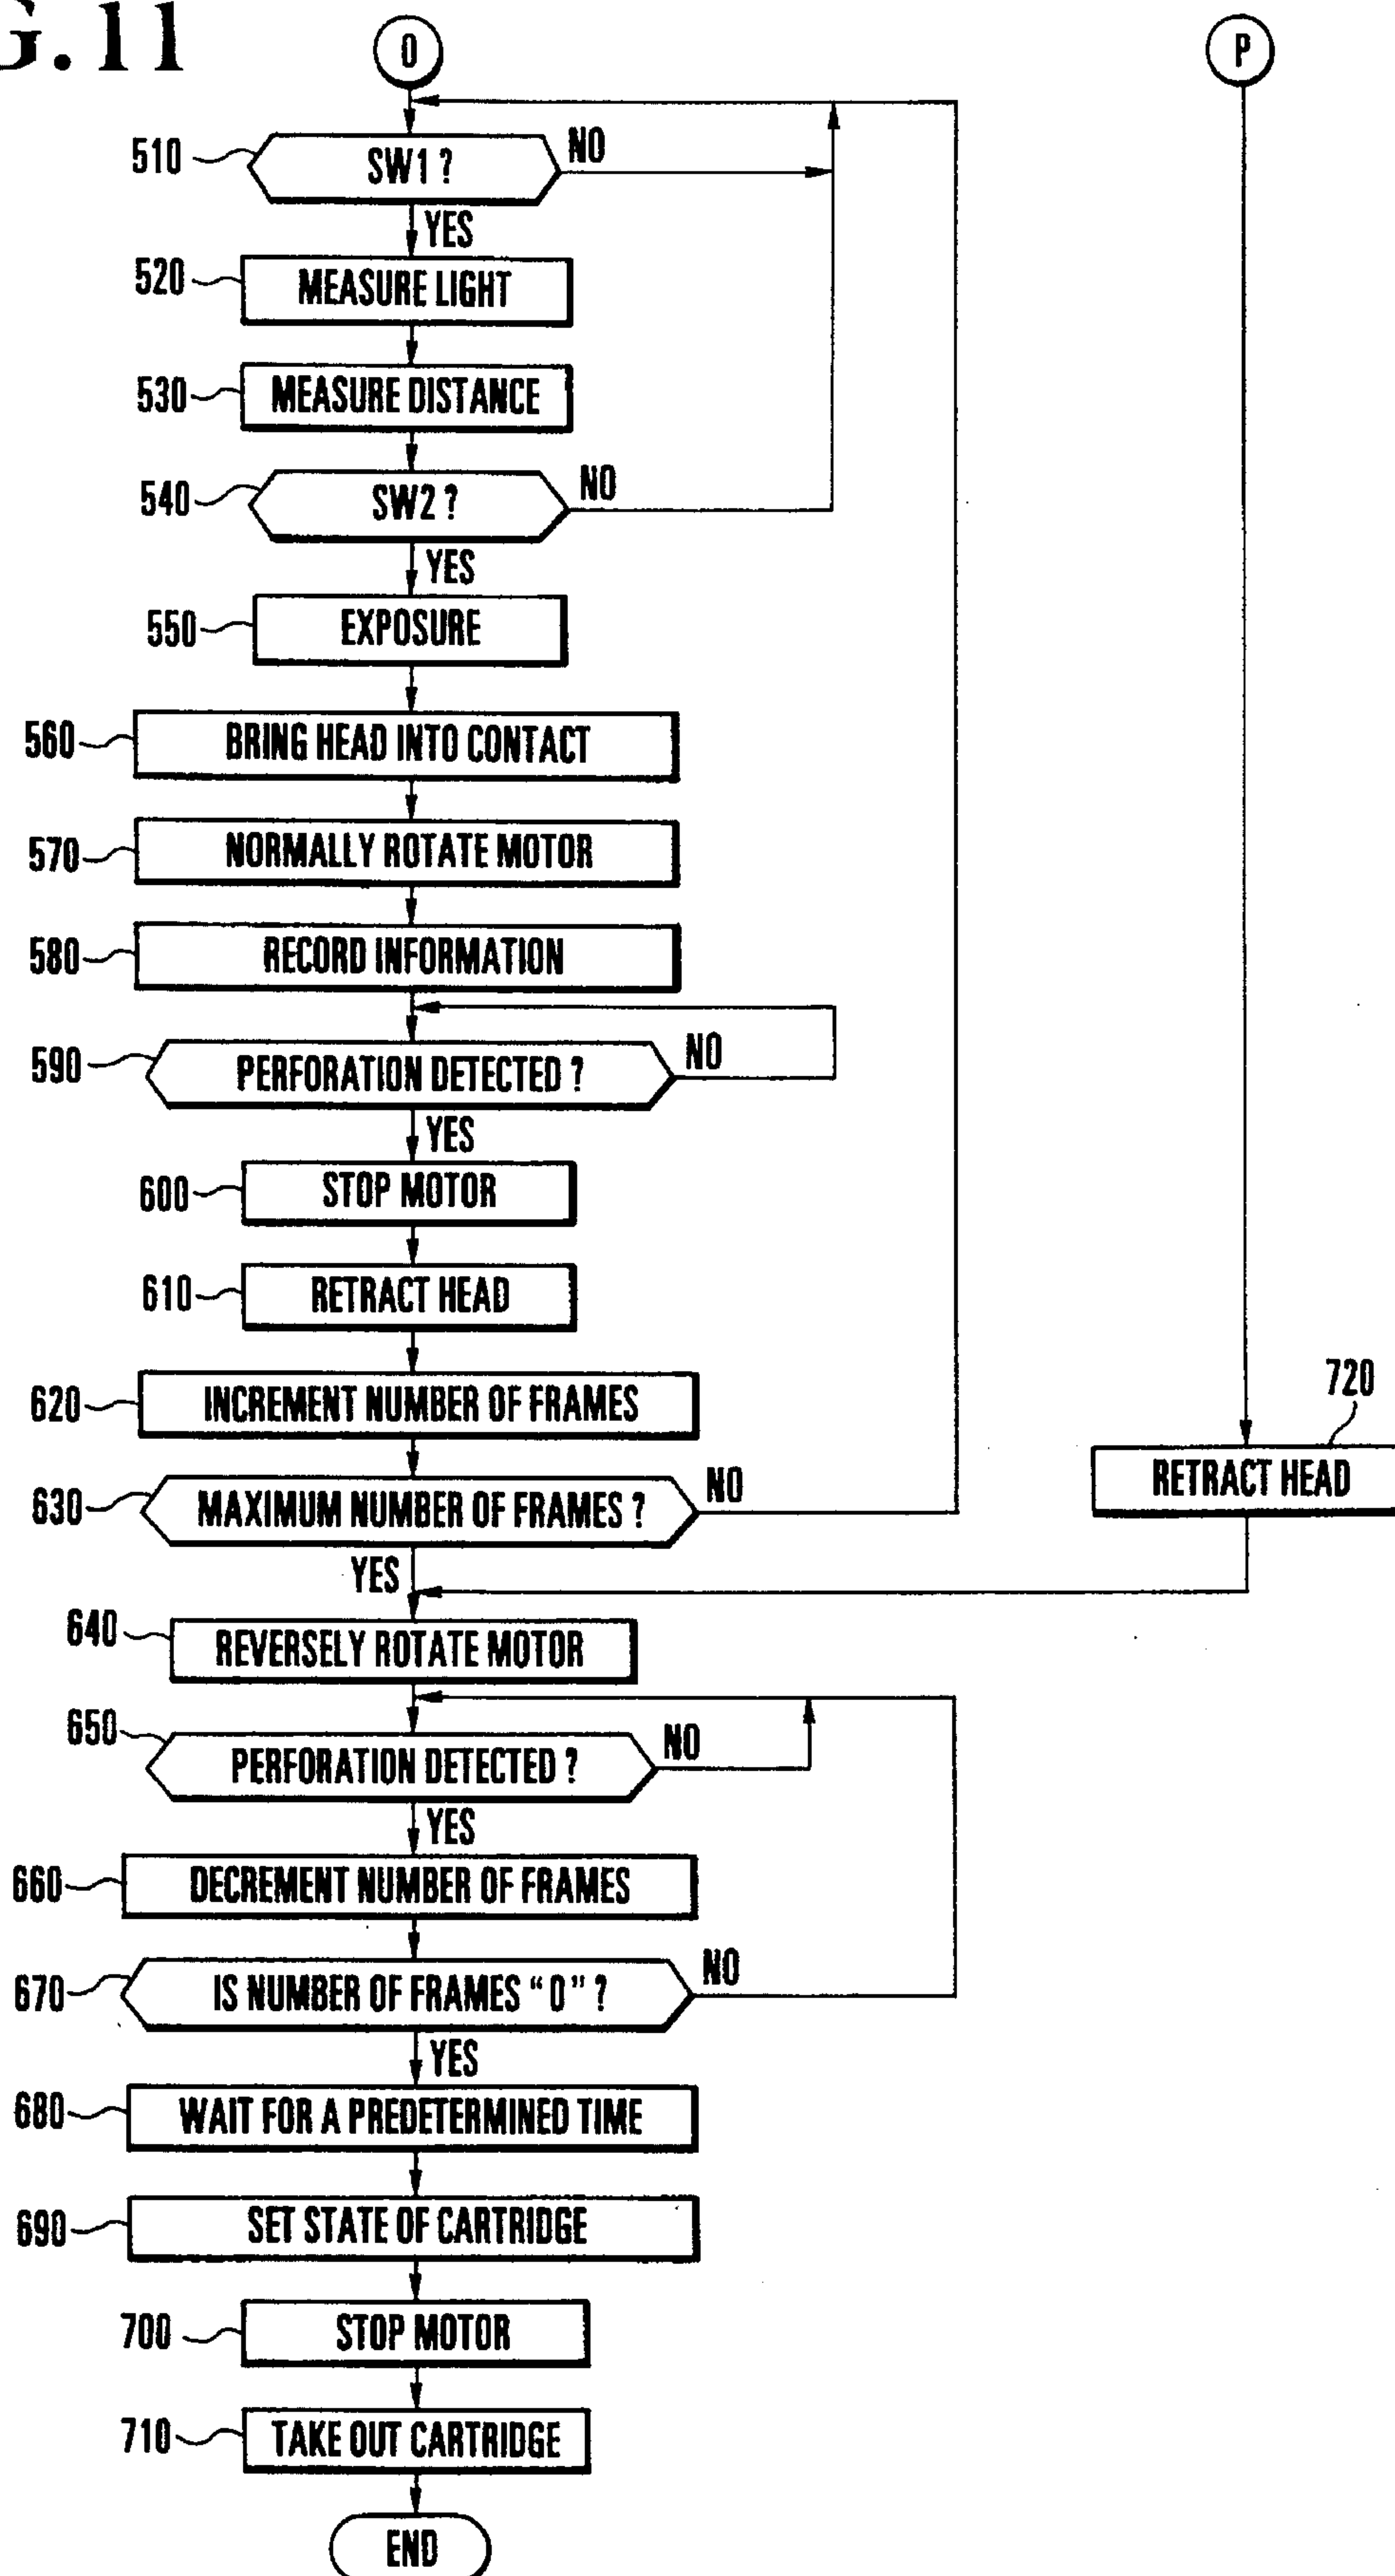 G. 11
O
P
510
SW1 ?
NO
YES
520
MEASURE LIGHT
530
MEASURE DISTANCE
540
SW2 ?
NO
YES
550
EXPOSURE
560
BRING HEAD INTO CONTACT
570
NORMALLY ROTATE MOTOR
580
RECORD INFORMATION
590
PERFORATION DETECTED ?
NO
YES
600
STOP MOTOR
610
RETRACT HEAD
620
INCREMENT NUMBER OF FRAMES
720
RETRACT HEAD
630
MAXIMUM NUMBER OF FRAMES ?
NO
YES
640
REVERSELY ROTATE MOTOR
650
PERFORATION DETECTED ?
NO
YES
660
DECREMENT NUMBER OF FRAMES
670
IS NUMBER OF FRAMES “0” ?
NO
YES
680
WAIT FOR A PREDETERMINED TIME
690
SET STATE OF CARTRIDGE
700
STOP MOTOR
710
TAKE OUT CARTRIDGE
END